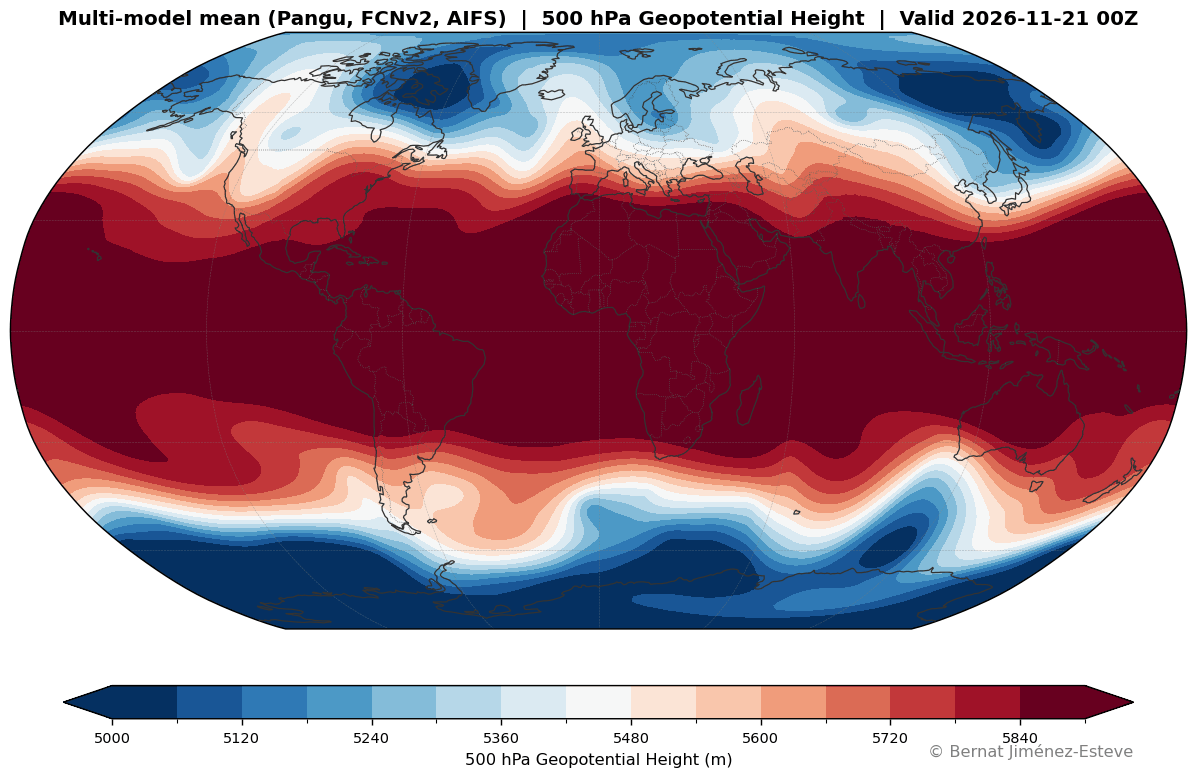 Multi-model mean (Pangu, FCNv2, AIFS)  |  500 hPa Geopotential Height  |  Valid 2026-11-21 00Z
5000 5120 5240 5360 5480 5600 5720 5840
500 hPa Geopotential Height (m)
© Bernat Jiménez-Esteve